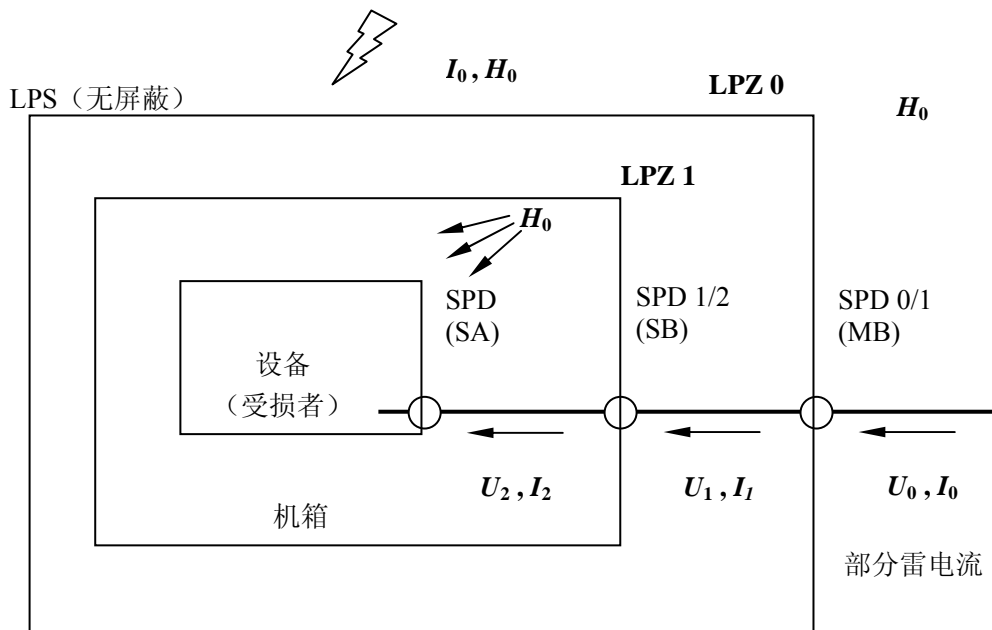 I₀ , H₀
LPZ 0
LPS（无屏蔽）
H₀
LPZ 1
H₀
SPD
(SA)
SPD 1/2
(SB)
SPD 0/1
(MB)
设备
（受损者）
U₂ , I₂
U₁ , I₁
U₀ , I₀
机箱
部分雷电流